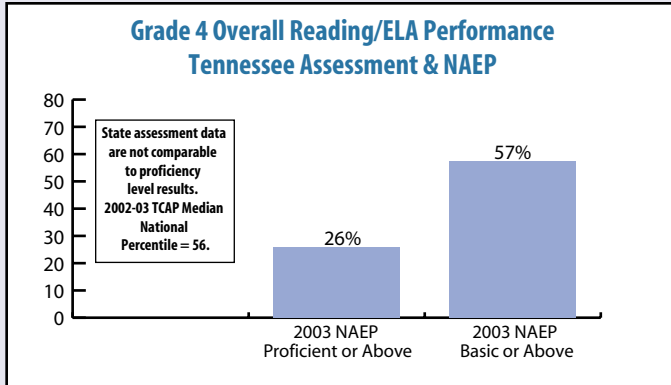 Grade 4 Overall Reading/ELA Performance
Tennessee Assessment & NAEP
80
70
60
50
40
30
20
10
0
State assessment data
are not comparable
to proficiency
level results.
2002-03 TCAP Median
National
Percentile = 56.
26%
57%
2003 NAEP
Proficient or Above
2003 NAEP
Basic or Above